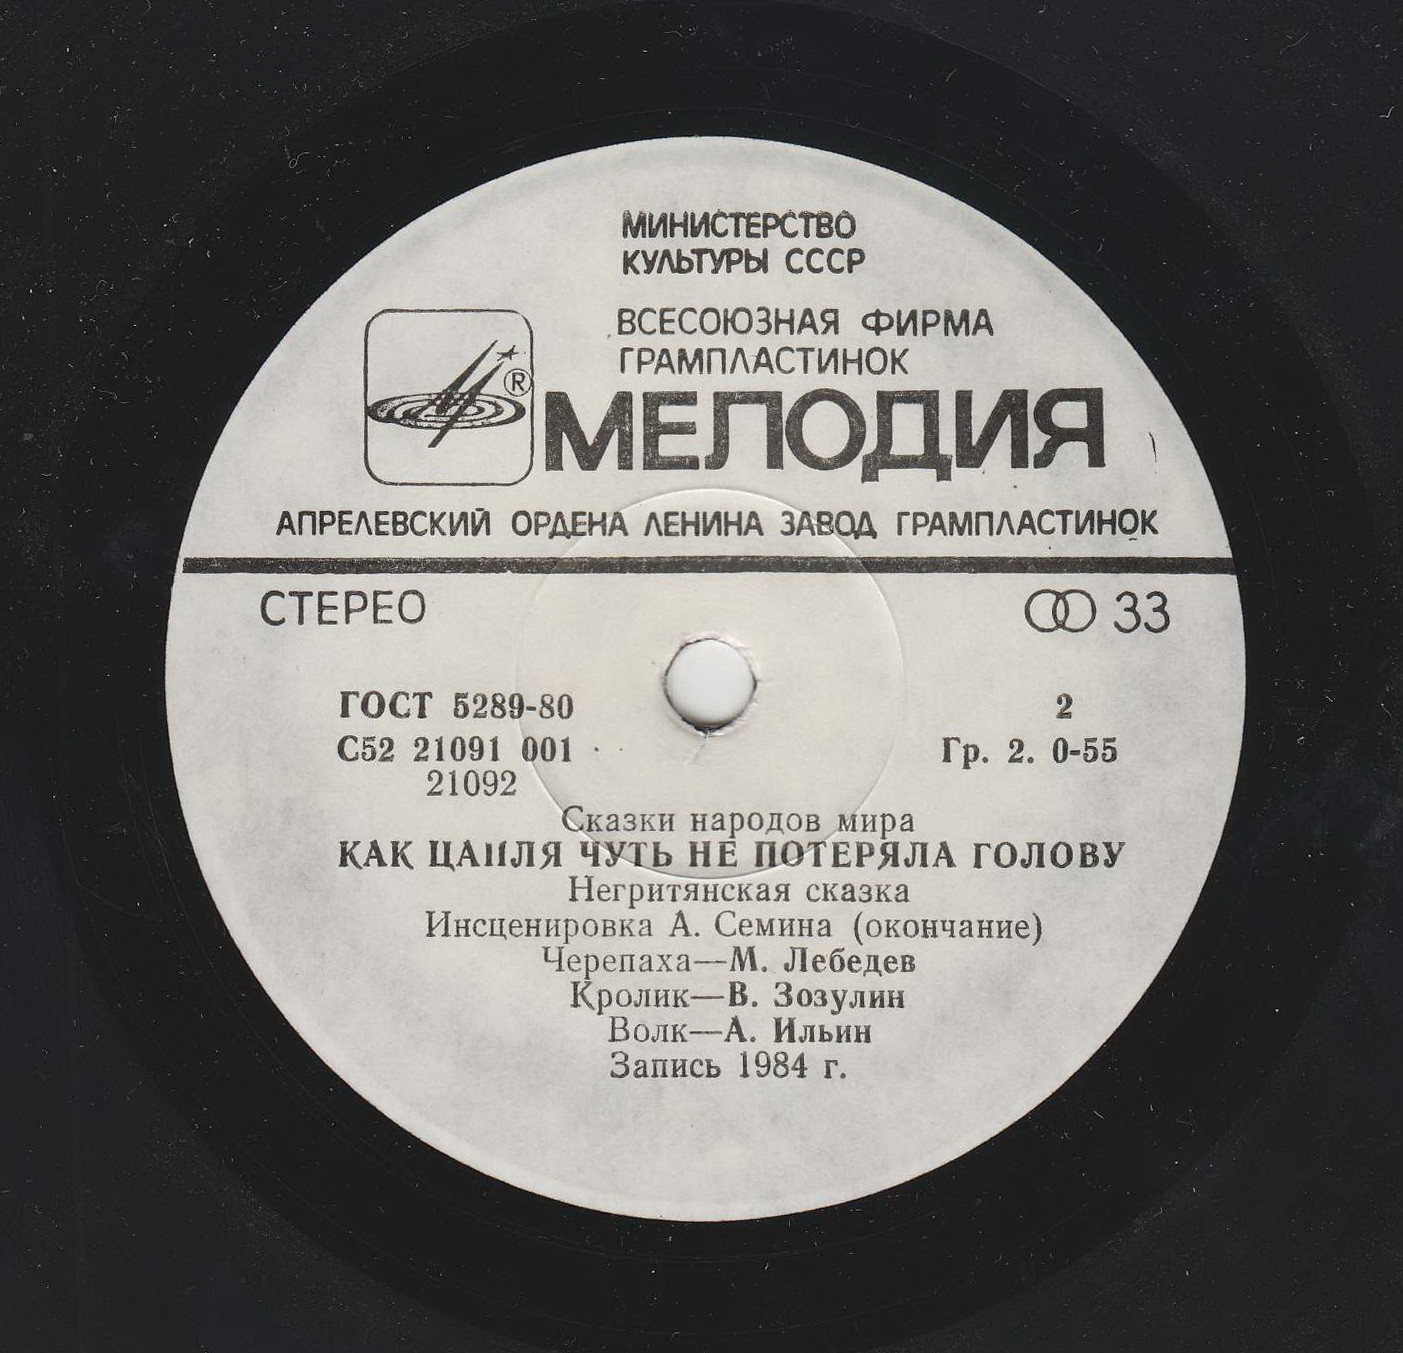 МИНИСТЕРСТВО
КУЛЬТУРЫ СССР
ВСЕСОЮЗНАЯ ФИРМА
ГРАМПЛАСТИНОК
®
МЕЛОДИЯ
АПРЕЛЕВСКИЙ ОРДЕНА ЛЕНИНА ЗАВОД ГРАМПЛАСТИНОК
СТЕРЕО 33
ГОСТ 5289-80 2
С52 21091 001 Гр. 2. 0-55
21092
Сказки народов мира
КАК ЦАПЛЯ ЧУТЬ НЕ ПОТЕРЯЛА ГОЛОВУ
Негритянская сказка
Инсценировка А. Семина (окончание)
Черепаха—М. Лебедев
Кролик—В. Зозулин
Волк—А. Ильин
Запись 1984 г.